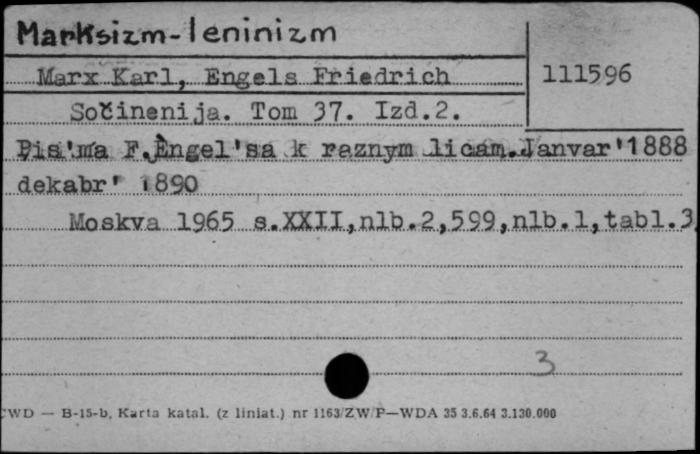 Marksizm-leninizm
Marx Karl, Engels Friedrich
111596
Sočinenija. Tom 37. Izd.2.
Pis'ma F.Engel'sa k raznym licam.Janvar'1888
dekabr' 1890
Moskva 1965 s.XXII,nlb.2,599,nlb.1,tabl.3
3
CWD — B-15-b, Karta katal. (z liniat.) nr 1163/ZW/P—WDA 35 3.6.64 3.130.000